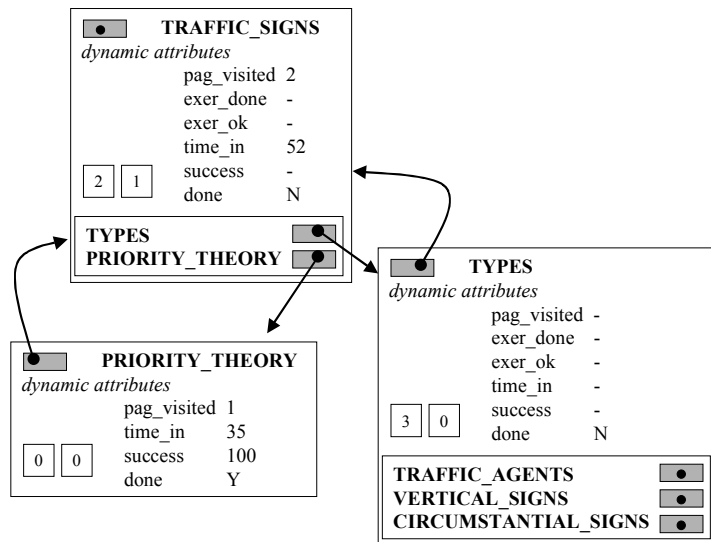 TRAFFIC_SIGNS
dynamic attributes
pag_visited 2
exer_done -
exer_ok -
time_in 52
success -
2 1
done N
TYPES
PRIORITY_THEORY
TYPES
dynamic attributes
pag_visited -
exer_done -
exer_ok -
time_in -
success -
3 0
done N
TRAFFIC_AGENTS
VERTICAL_SIGNS
CIRCUMSTANTIAL_SIGNS
PRIORITY_THEORY
dynamic attributes
pag_visited 1
time_in 35
0 0
success 100
done Y